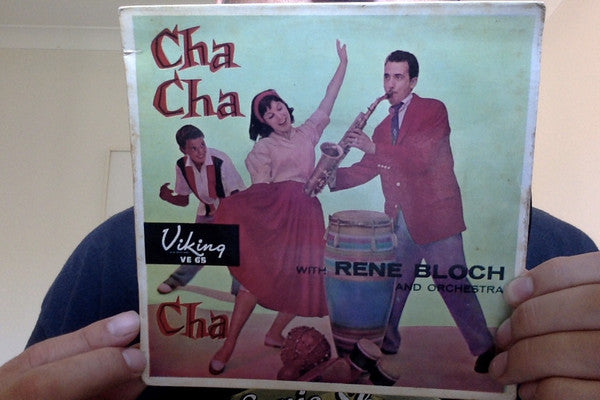 Cha
Cha
Viking
VE 65
WITH RENE BLOCH
AND ORCHESTRA
Cha